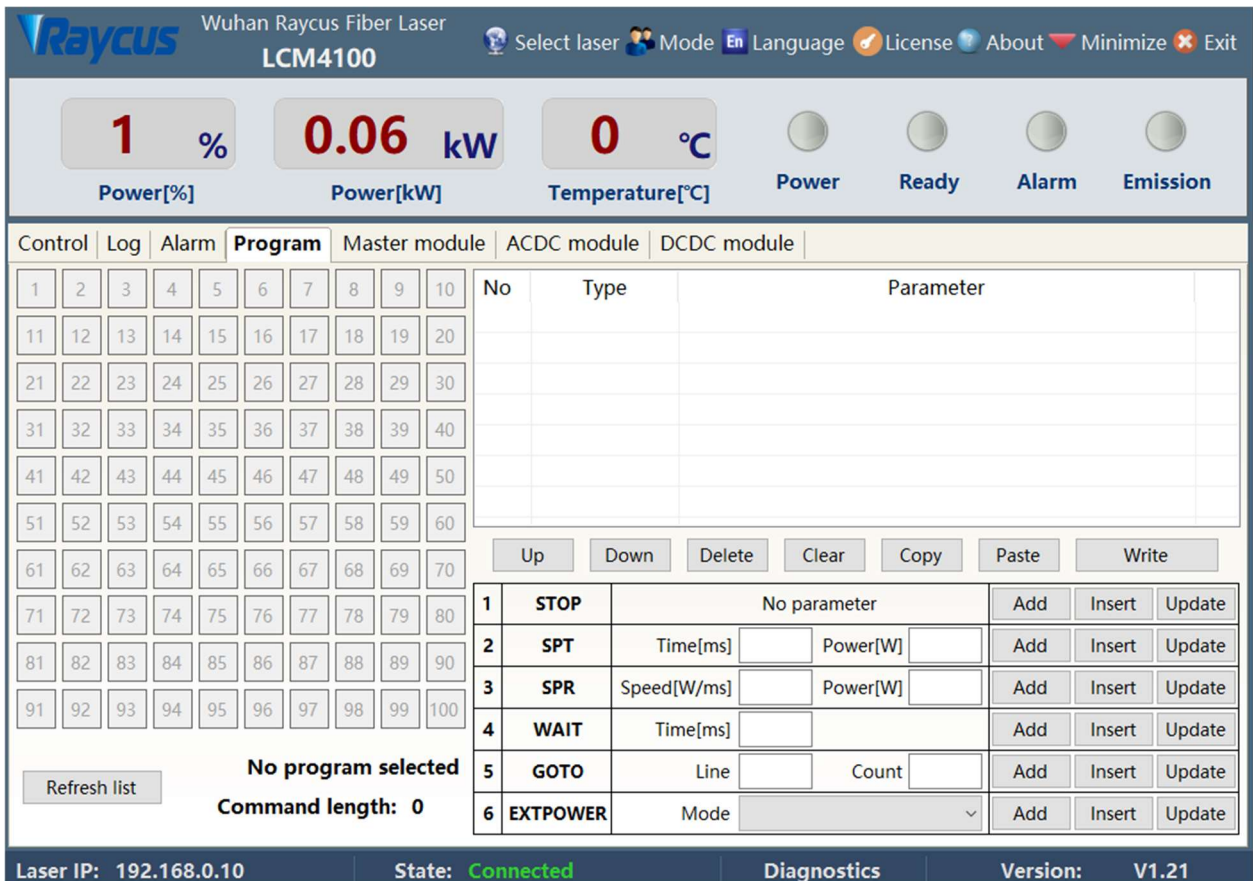 Raycus Wuhan Raycus Fiber Laser
LCM4100
Select laser Mode En Language License ? About Minimize Exit
1 % 0.06 kW 0 ℃
Power[%] Power[kW] Temperature[℃] Power Ready Alarm Emission
Control Log Alarm Program Master module ACDC module DCDC module
1 2 3 4 5 6 7 8 9 10
11 12 13 14 15 16 17 18 19 20
21 22 23 24 25 26 27 28 29 30
31 32 33 34 35 36 37 38 39 40
41 42 43 44 45 46 47 48 49 50
51 52 53 54 55 56 57 58 59 60
61 62 63 64 65 66 67 68 69 70
71 72 73 74 75 76 77 78 79 80
81 82 83 84 85 86 87 88 89 90
91 92 93 94 95 96 97 98 99 100
Refresh list
No program selected
Command length: 0
No Type Parameter
Up Down Delete Clear Copy Paste Write
1 STOP No parameter Add Insert Update
2 SPT Time[ms] Power[W] Add Insert Update
3 SPR Speed[W/ms] Power[W] Add Insert Update
4 WAIT Time[ms] Add Insert Update
5 GOTO Line Count Add Insert Update
6 EXTPOWER Mode Add Insert Update
Laser IP: 192.168.0.10 State: Connected Diagnostics Version: V1.21